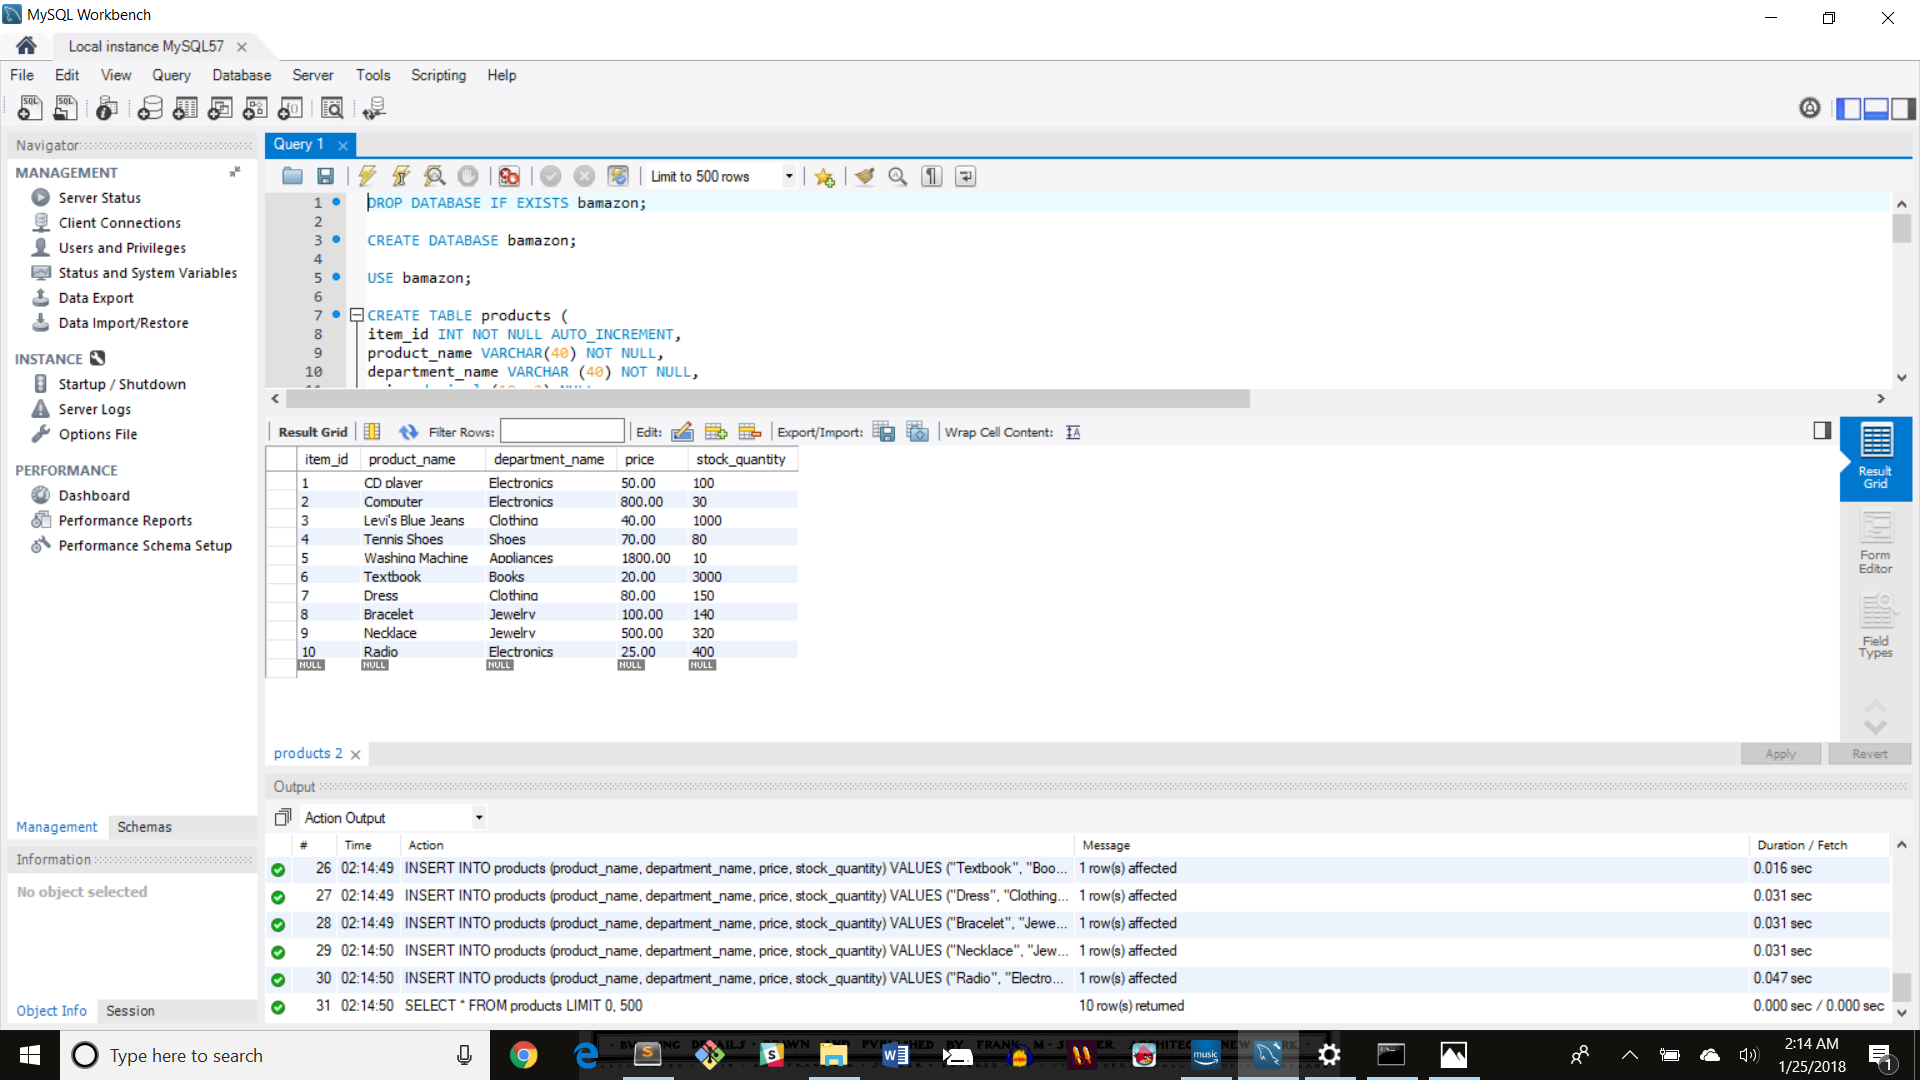 MySQL Workbench
Local instance MySQL57
File Edit View Query Database Server Tools Scripting Help
Navigator
MANAGEMENT
Server Status
Client Connections
Users and Privileges
Status and System Variables
Data Export
Data Import/Restore
INSTANCE
Startup / Shutdown
Server Logs
Options File
PERFORMANCE
Dashboard
Performance Reports
Performance Schema Setup
Management Schemas
Information
No object selected
Object Info Session
Query 1
Limit to 500 rows
1 DROP DATABASE IF EXISTS bamazon;
2
3 CREATE DATABASE bamazon;
4
5 USE bamazon;
6
7 CREATE TABLE products (
8 item_id INT NOT NULL AUTO_INCREMENT,
9 product_name VARCHAR(40) NOT NULL,
10 department_name VARCHAR (40) NOT NULL,
Result Grid Filter Rows: Edit: Export/Import: Wrap Cell Content:
item_id product_name department_name price stock_quantity
1 CD player Electronics 50.00 100
2 Computer Electronics 800.00 30
3 Levi's Blue Jeans Clothing 40.00 1000
4 Tennis Shoes Shoes 70.00 80
5 Washing Machine Appliances 1800.00 10
6 Textbook Books 20.00 3000
7 Dress Clothing 80.00 150
8 Bracelet Jewelry 100.00 140
9 Necklace Jewelry 500.00 320
10 Radio Electronics 25.00 400
NULL NULL NULL NULL NULL
Result Grid
Form Editor
Field Types
products 2
Apply Revert
Output
Action Output
# Time Action Message Duration / Fetch
26 02:14:49 INSERT INTO products (product_name, department_name, price, stock_quantity) VALUES ("Textbook", "Boo... 1 row(s) affected 0.016 sec
27 02:14:49 INSERT INTO products (product_name, department_name, price, stock_quantity) VALUES ("Dress", "Clothing... 1 row(s) affected 0.031 sec
28 02:14:49 INSERT INTO products (product_name, department_name, price, stock_quantity) VALUES ("Bracelet", "Jewe... 1 row(s) affected 0.031 sec
29 02:14:50 INSERT INTO products (product_name, department_name, price, stock_quantity) VALUES ("Necklace", "Jew... 1 row(s) affected 0.031 sec
30 02:14:50 INSERT INTO products (product_name, department_name, price, stock_quantity) VALUES ("Radio", "Electro... 1 row(s) affected 0.047 sec
31 02:14:50 SELECT * FROM products LIMIT 0, 500 10 row(s) returned 0.000 sec / 0.000 sec
Type here to search
music
2:14 AM
1/25/2018
1